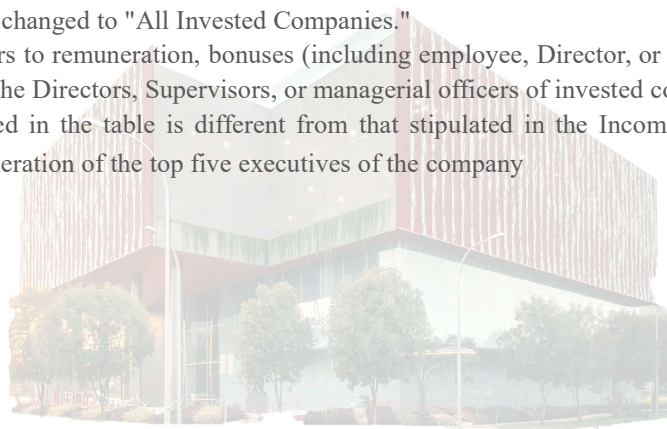 changed to "All Invested Companies."
rs to remuneration, bonuses (including employee, Director, or
he Directors, Supervisors, or managerial officers of invested co
ed in the table is different from that stipulated in the Incom
eration of the top five executives of the company